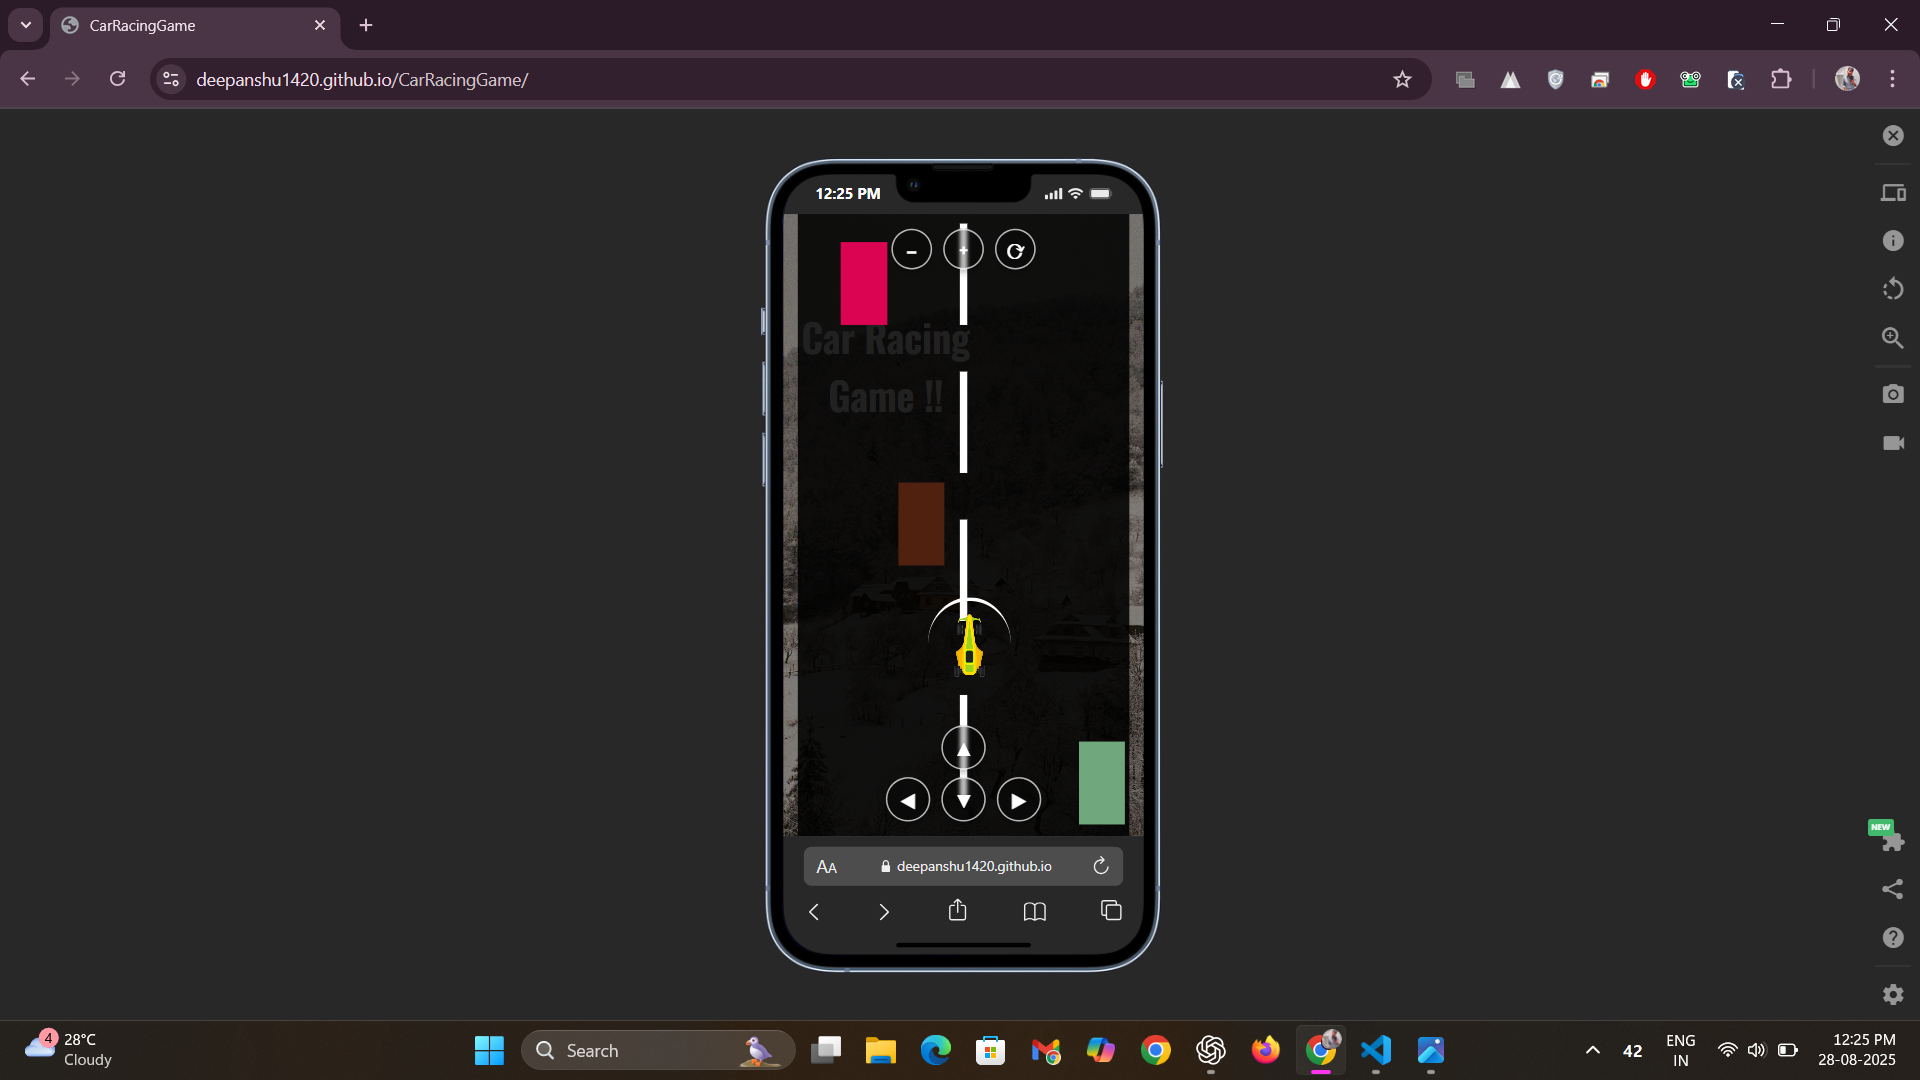 CarRacingGame
deepanshu1420.github.io/CarRacingGame/
12:25 PM
Car Racing
Game !!
AA
deepanshu1420.github.io
NEW
4
28°C
Cloudy
Search
42
ENG
IN
12:25 PM
28-08-2025